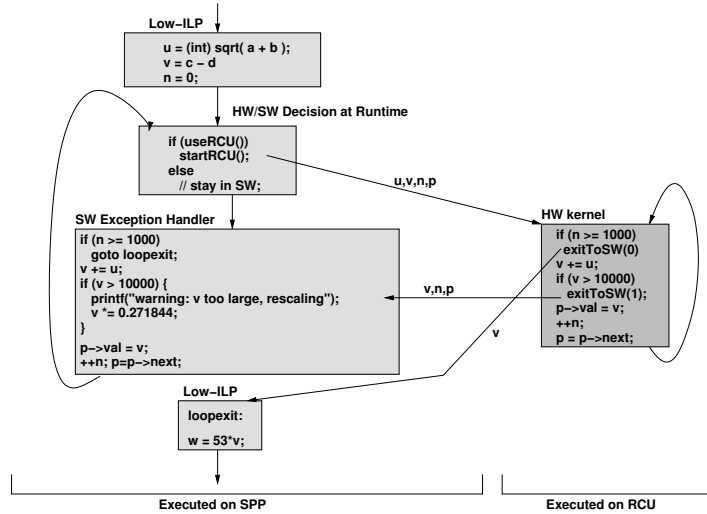 Low−ILP
u = (int) sqrt( a + b );
v = c − d
n = 0;
HW/SW Decision at Runtime
if (useRCU())
startRCU();
else
// stay in SW;
u,v,n,p
SW Exception Handler
if (n >= 1000)
goto loopexit;
v += u;
if (v > 10000) {
printf("warning: v too large, rescaling");
v *= 0.271844;
}
p−>val = v;
++n; p=p−>next;
HW kernel
if (n >= 1000)
exitToSW(0)
v += u;
if (v > 10000)
exitToSW(1);
p−>val = v;
++n;
p = p−>next;
v,n,p
v
Low−ILP
loopexit:
w = 53*v;
Executed on SPP
Executed on RCU